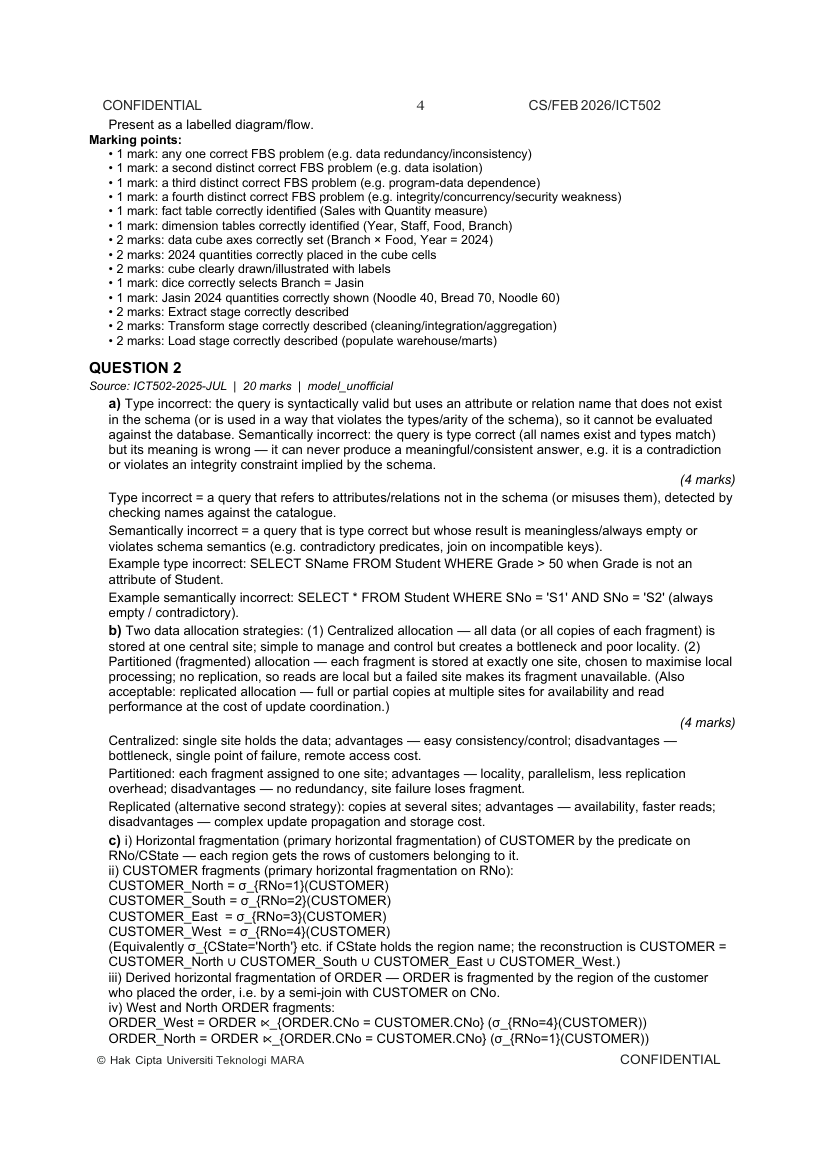 CONFIDENTIAL 4 CS/FEB 2026/ICT502
Present as a labelled diagram/flow.
Marking points:
• 1 mark: any one correct FBS problem (e.g. data redundancy/inconsistency)
• 1 mark: a second distinct correct FBS problem (e.g. data isolation)
• 1 mark: a third distinct correct FBS problem (e.g. program-data dependence)
• 1 mark: a fourth distinct correct FBS problem (e.g. integrity/concurrency/security weakness)
• 1 mark: fact table correctly identified (Sales with Quantity measure)
• 1 mark: dimension tables correctly identified (Year, Staff, Food, Branch)
• 2 marks: data cube axes correctly set (Branch × Food, Year = 2024)
• 2 marks: 2024 quantities correctly placed in the cube cells
• 2 marks: cube clearly drawn/illustrated with labels
• 1 mark: dice correctly selects Branch = Jasin
• 1 mark: Jasin 2024 quantities correctly shown (Noodle 40, Bread 70, Noodle 60)
• 2 marks: Extract stage correctly described
• 2 marks: Transform stage correctly described (cleaning/integration/aggregation)
• 2 marks: Load stage correctly described (populate warehouse/marts)
QUESTION 2
Source: ICT502-2025-JUL | 20 marks | model_unofficial
a) Type incorrect: the query is syntactically valid but uses an attribute or relation name that does not exist
in the schema (or is used in a way that violates the types/arity of the schema), so it cannot be evaluated
against the database. Semantically incorrect: the query is type correct (all names exist and types match)
but its meaning is wrong — it can never produce a meaningful/consistent answer, e.g. it is a contradiction
or violates an integrity constraint implied by the schema.
(4 marks)
Type incorrect = a query that refers to attributes/relations not in the schema (or misuses them), detected by
checking names against the catalogue.
Semantically incorrect = a query that is type correct but whose result is meaningless/always empty or
violates schema semantics (e.g. contradictory predicates, join on incompatible keys).
Example type incorrect: SELECT SName FROM Student WHERE Grade > 50 when Grade is not an
attribute of Student.
Example semantically incorrect: SELECT * FROM Student WHERE SNo = 'S1' AND SNo = 'S2' (always
empty / contradictory).
b) Two data allocation strategies: (1) Centralized allocation — all data (or all copies of each fragment) is
stored at one central site; simple to manage and control but creates a bottleneck and poor locality. (2)
Partitioned (fragmented) allocation — each fragment is stored at exactly one site, chosen to maximise local
processing; no replication, so reads are local but a failed site makes its fragment unavailable. (Also
acceptable: replicated allocation — full or partial copies at multiple sites for availability and read
performance at the cost of update coordination.)
(4 marks)
Centralized: single site holds the data; advantages — easy consistency/control; disadvantages —
bottleneck, single point of failure, remote access cost.
Partitioned: each fragment assigned to one site; advantages — locality, parallelism, less replication
overhead; disadvantages — no redundancy, site failure loses fragment.
Replicated (alternative second strategy): copies at several sites; advantages — availability, faster reads;
disadvantages — complex update propagation and storage cost.
c) i) Horizontal fragmentation (primary horizontal fragmentation) of CUSTOMER by the predicate on
RNo/CState — each region gets the rows of customers belonging to it.
ii) CUSTOMER fragments (primary horizontal fragmentation on RNo):
CUSTOMER_North = σ_{RNo=1}(CUSTOMER)
CUSTOMER_South = σ_{RNo=2}(CUSTOMER)
CUSTOMER_East = σ_{RNo=3}(CUSTOMER)
CUSTOMER_West = σ_{RNo=4}(CUSTOMER)
(Equivalently σ_{CState='North'} etc. if CState holds the region name; the reconstruction is CUSTOMER =
CUSTOMER_North ∪ CUSTOMER_South ∪ CUSTOMER_East ∪ CUSTOMER_West.)
iii) Derived horizontal fragmentation of ORDER — ORDER is fragmented by the region of the customer
who placed the order, i.e. by a semi-join with CUSTOMER on CNo.
iv) West and North ORDER fragments:
ORDER_West = ORDER ⋉_{ORDER.CNo = CUSTOMER.CNo} (σ_{RNo=4}(CUSTOMER))
ORDER_North = ORDER ⋉_{ORDER.CNo = CUSTOMER.CNo} (σ_{RNo=1}(CUSTOMER))
© Hak Cipta Universiti Teknologi MARA CONFIDENTIAL